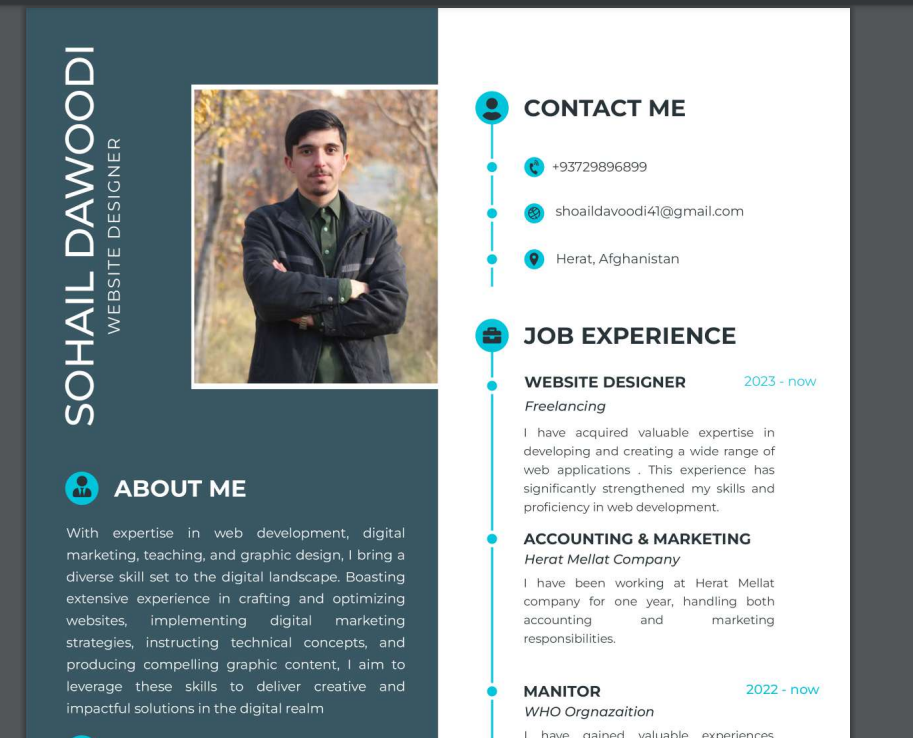 SOHAIL DAWOODI
WEBSITE DESIGNER
ABOUT ME
With expertise in web development, digital
marketing, teaching, and graphic design, I bring a
diverse skill set to the digital landscape. Boasting
extensive experience in crafting and optimizing
websites, implementing digital marketing
strategies, instructing technical concepts, and
producing compelling graphic content, I aim to
leverage these skills to deliver creative and
impactful solutions in the digital realm
CONTACT ME
+93729896899
shoaildavoodi41@gmail.com
Herat, Afghanistan
JOB EXPERIENCE
WEBSITE DESIGNER 2023 - now
Freelancing
I have acquired valuable expertise in
developing and creating a wide range of
web applications . This experience has
significantly strengthened my skills and
proficiency in web development.
ACCOUNTING & MARKETING
Herat Mellat Company
I have been working at Herat Mellat
company for one year, handling both
accounting and marketing
responsibilities.
MANITOR 2022 - now
WHO Orgnazaition
I have gained valuable experiences